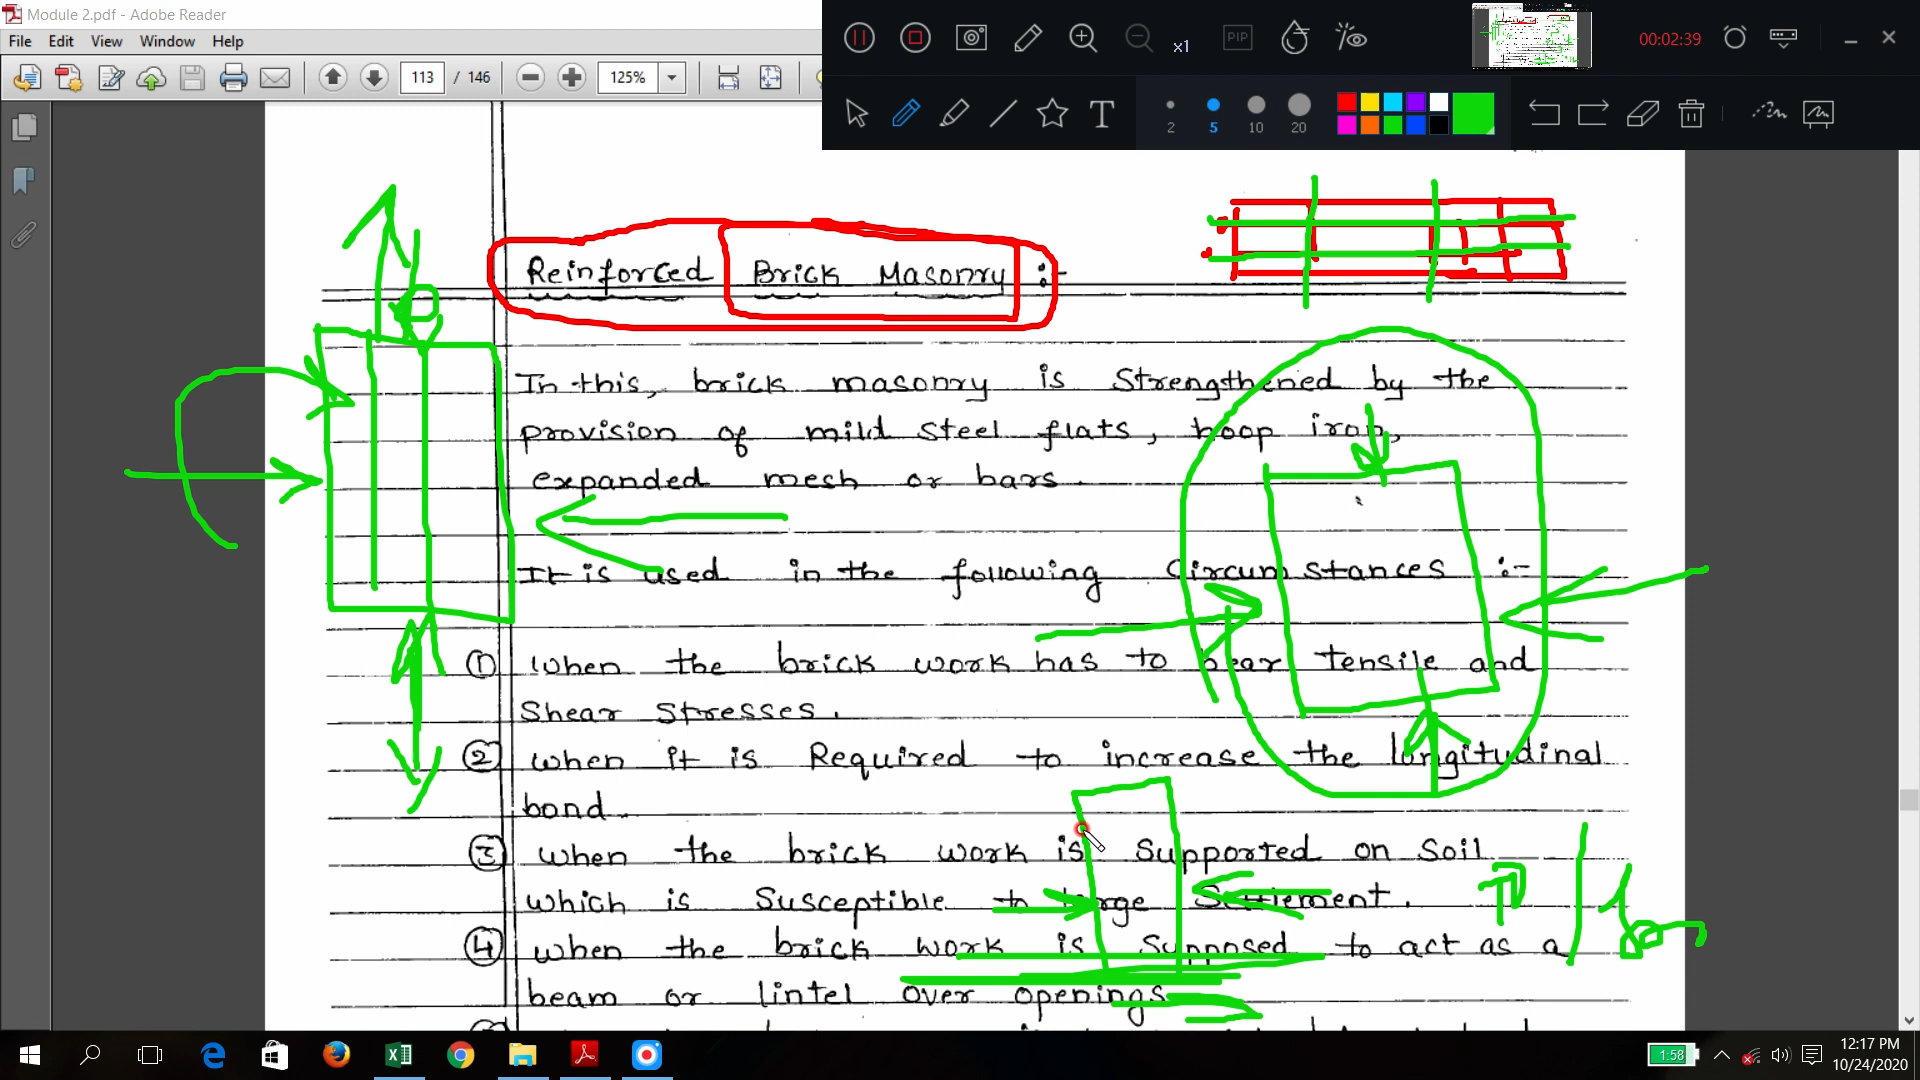 Module 2.pdf - Adobe Reader
File Edit View Window Help
113 / 146 125%
x1 PIP 00:02:39
T 2 5 10 20
Reinforced Brick Masonry :-
In this, brick masonry is Strengthened by the
provision of mild steel flats, hoop iron,
expanded mesh or bars.
It is used in the following Circumstances :-
① when the brick work has to bear tensile and
Shear Stresses.
② when it is Required to increase the longitudinal
bond.
③ when the brick work is Supported on Soil
which is Susceptible to large Settlement.
④ when the brick work is Supposed to act as a
beam or lintel over openings
1:58
12:17 PM
10/24/2020